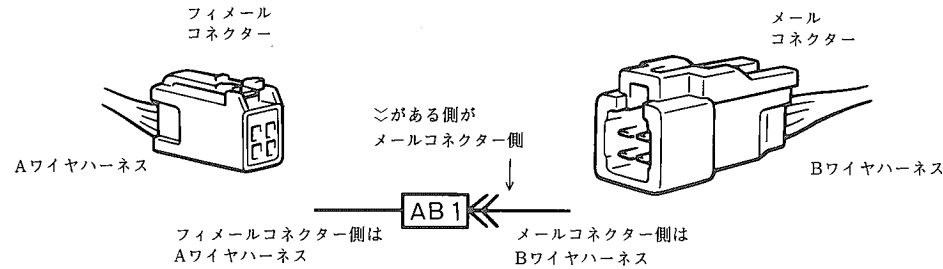 フィメール
コネクター
メール
コネクター
≫がある側が
メールコネクター側
Aワイヤハーネス
Bワイヤハーネス
AB1
フィメールコネクター側は
Aワイヤハーネス
メールコネクター側は
Bワイヤハーネス